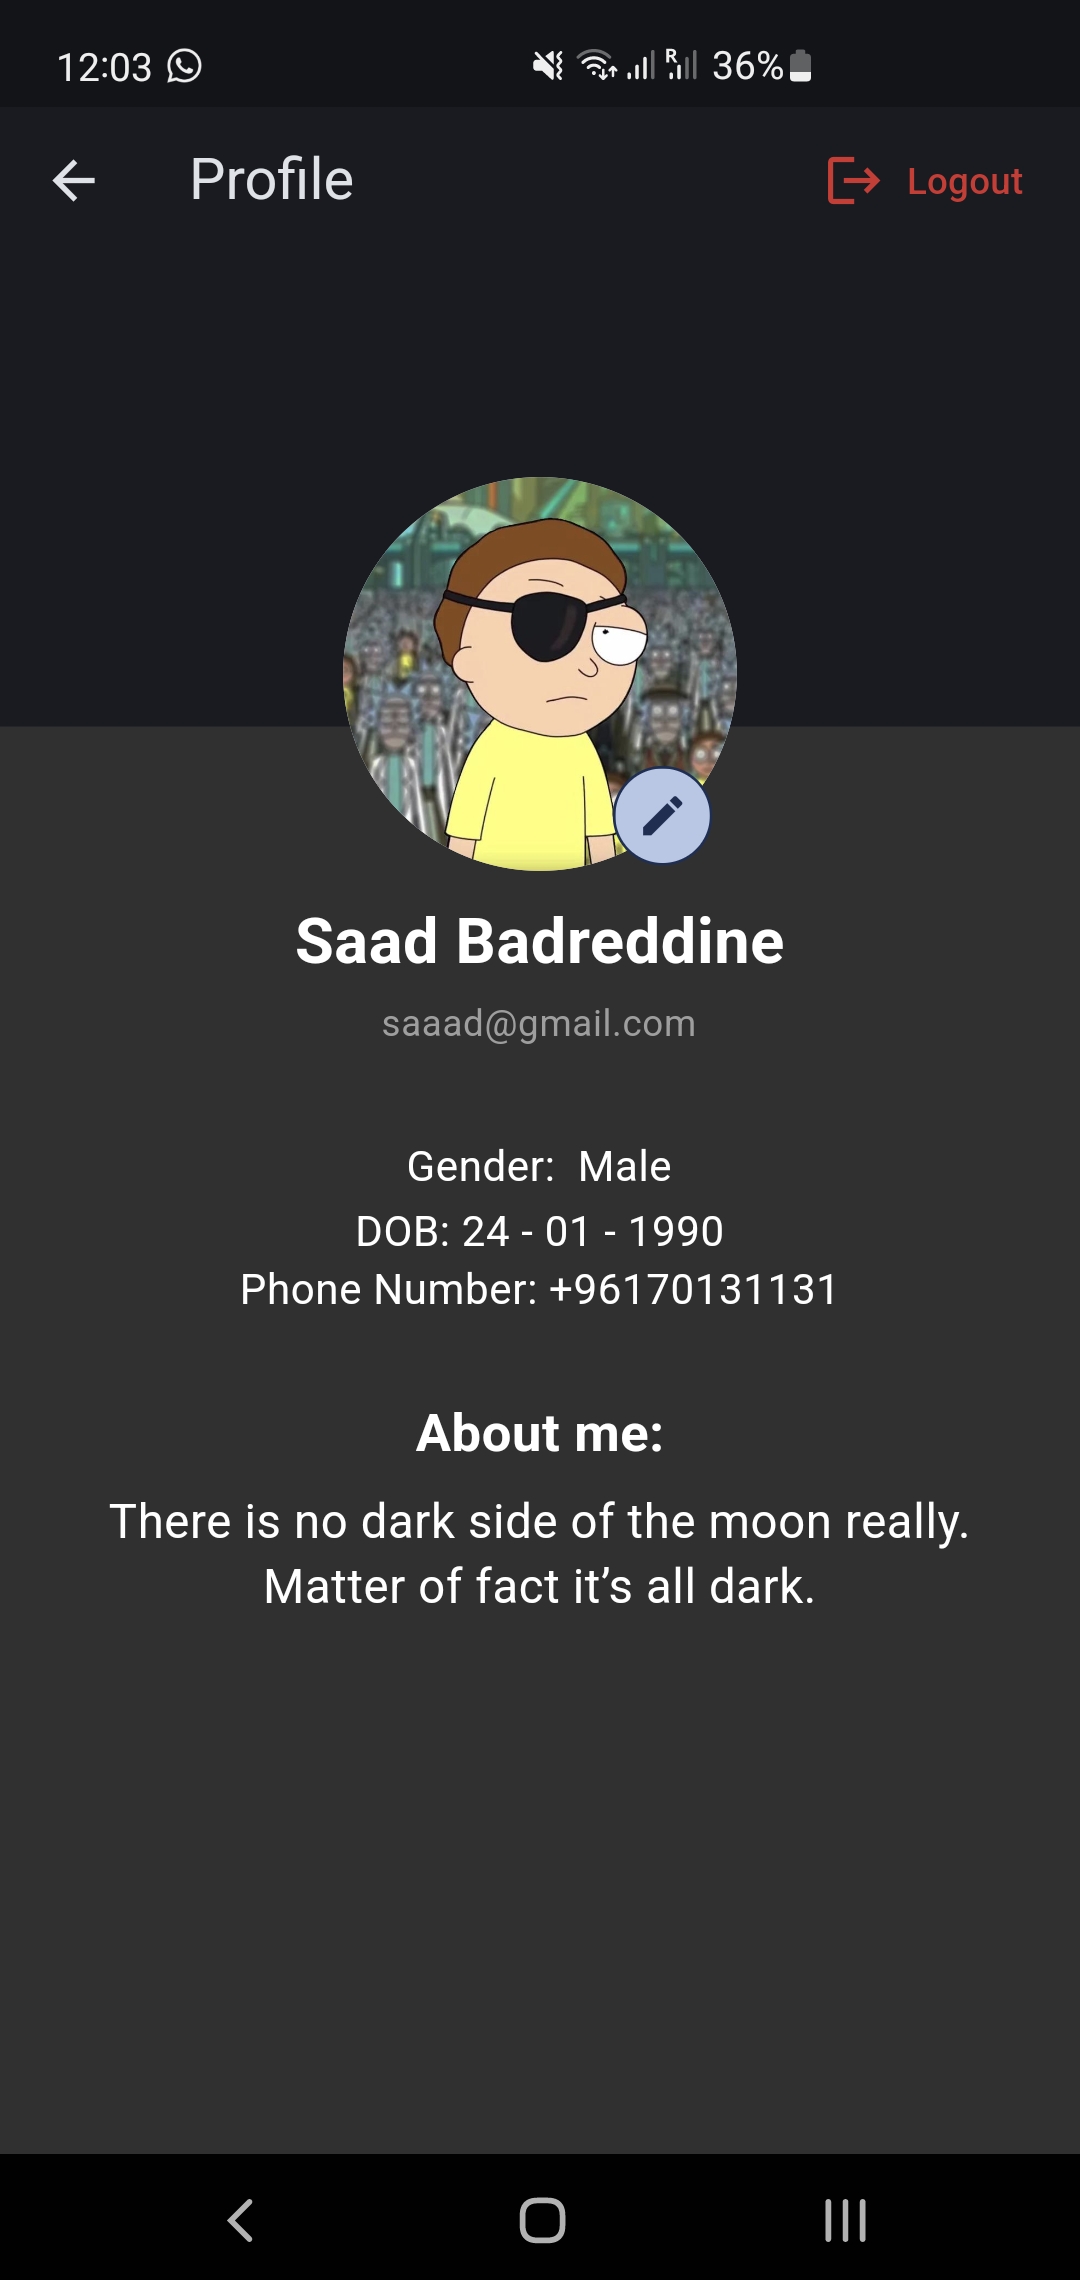 12:03
R
36%
Profile
Logout
Saad Badreddine
saaad@gmail.com
Gender:  Male
DOB: 24 - 01 - 1990
Phone Number: +96170131131
About me:
There is no dark side of the moon really.
Matter of fact it’s all dark.